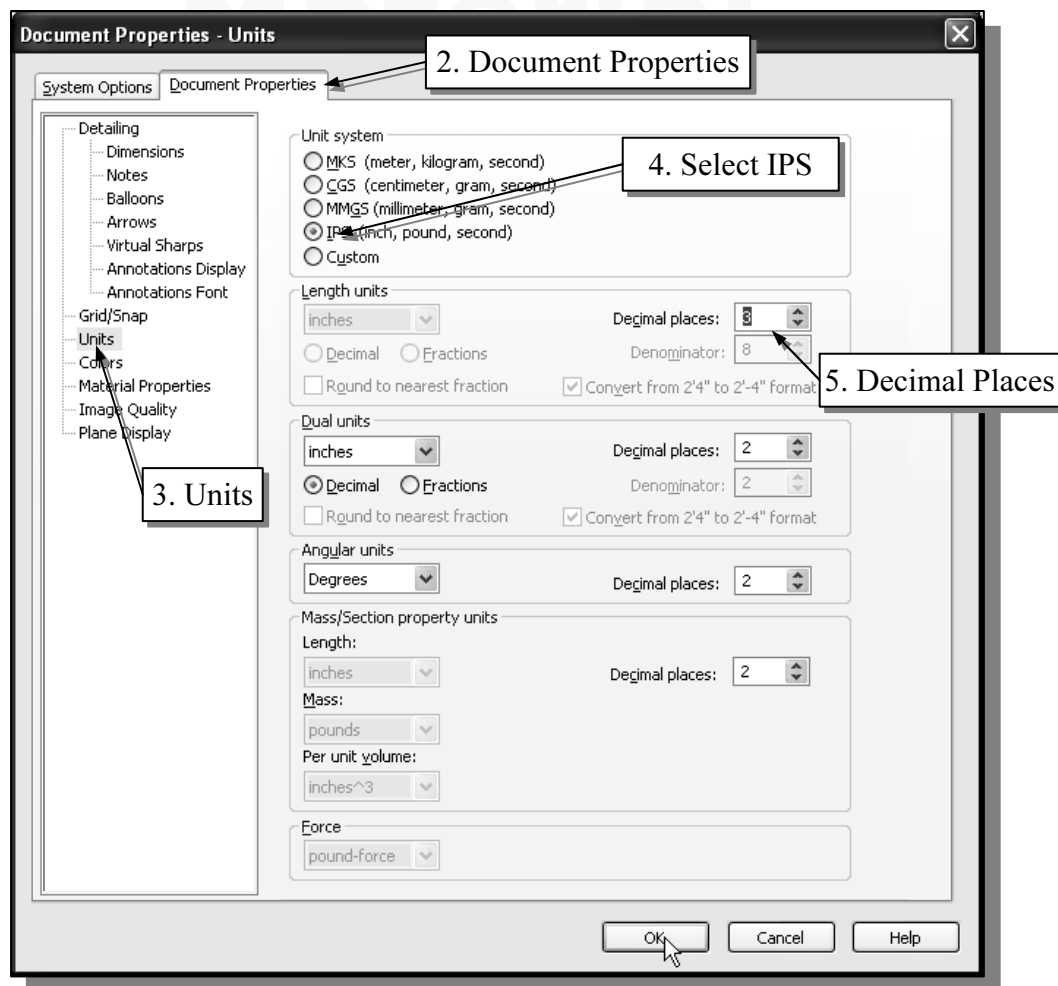 Document Properties - Units
2. Document Properties
System Options Document Properties
Detailing
Dimensions
Notes
Balloons
Arrows
Virtual Sharps
Annotations Display
Annotations Font
Grid/Snap
Units
Colors
Material Properties
Image Quality
Plane Display
3. Units
Unit system
MKS (meter, kilogram, second)
4. Select IPS
CGS (centimeter, gram, second)
MMGS (millimeter, gram, second)
IPS (inch, pound, second)
Custom
Length units
inches Decimal places: 3
Decimal Fractions Denominator: 8
5. Decimal Places
Round to nearest fraction Convert from 2'4" to 2'-4" format
Dual units
inches Decimal places: 2
Decimal Fractions Denominator: 2
Round to nearest fraction Convert from 2'4" to 2'-4" format
Angular units
Degrees Decimal places: 2
Mass/Section property units
Length:
inches Decimal places: 2
Mass:
pounds
Per unit volume:
inches^3
Force
pound-force
OK Cancel Help